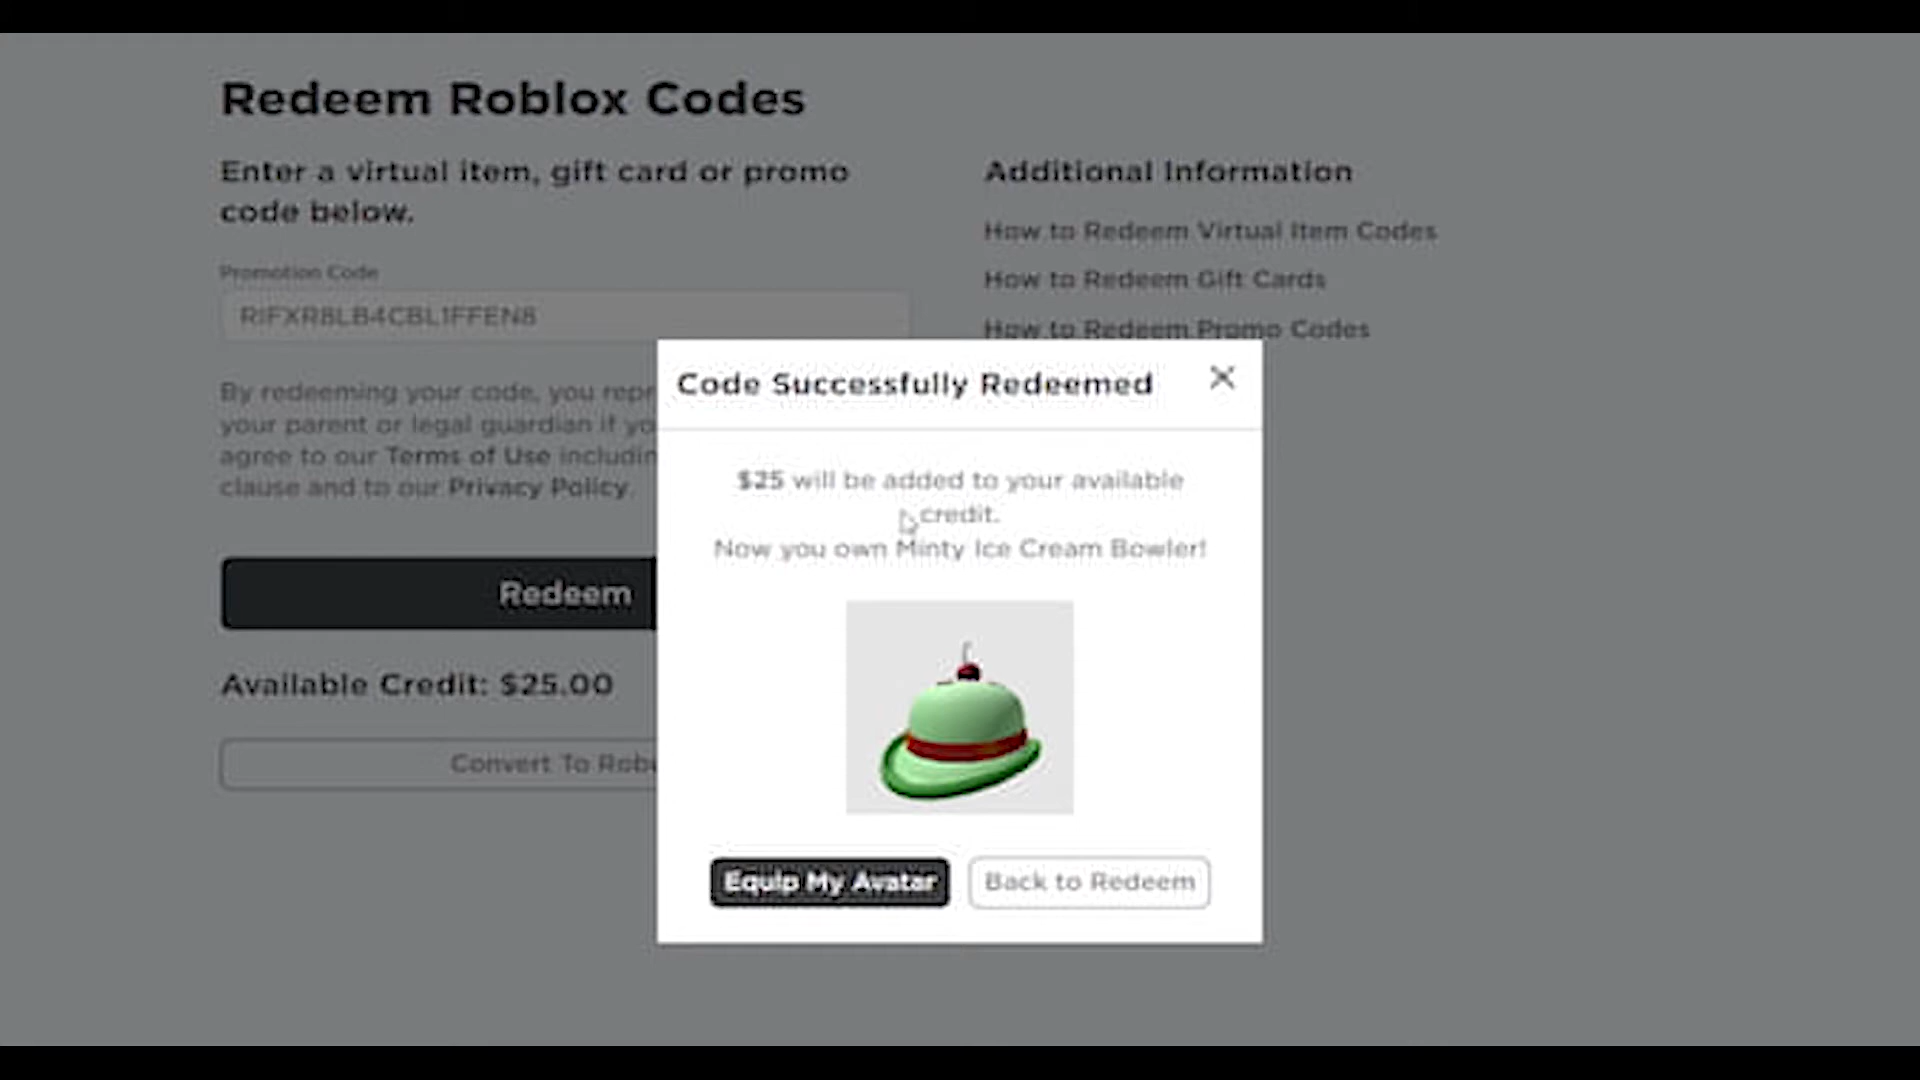 Redeem Roblox Codes
Enter a virtual item, gift card or promo
code below.
Promotion Code
RIFXR8LB4CBL1FFEN8
By redeeming your code, you repr
your parent or legal guardian if yo
agree to our Terms of Use includin
clause and to our Privacy Policy.
Redeem
Available Credit: $25.00
Convert To Robu
Additional Information
How to Redeem Virtual Item Codes
How to Redeem Gift Cards
How to Redeem Promo Codes
Code Successfully Redeemed
$25 will be added to your available
credit.
Now you own Minty Ice Cream Bowler!
Equip My Avatar
Back to Redeem